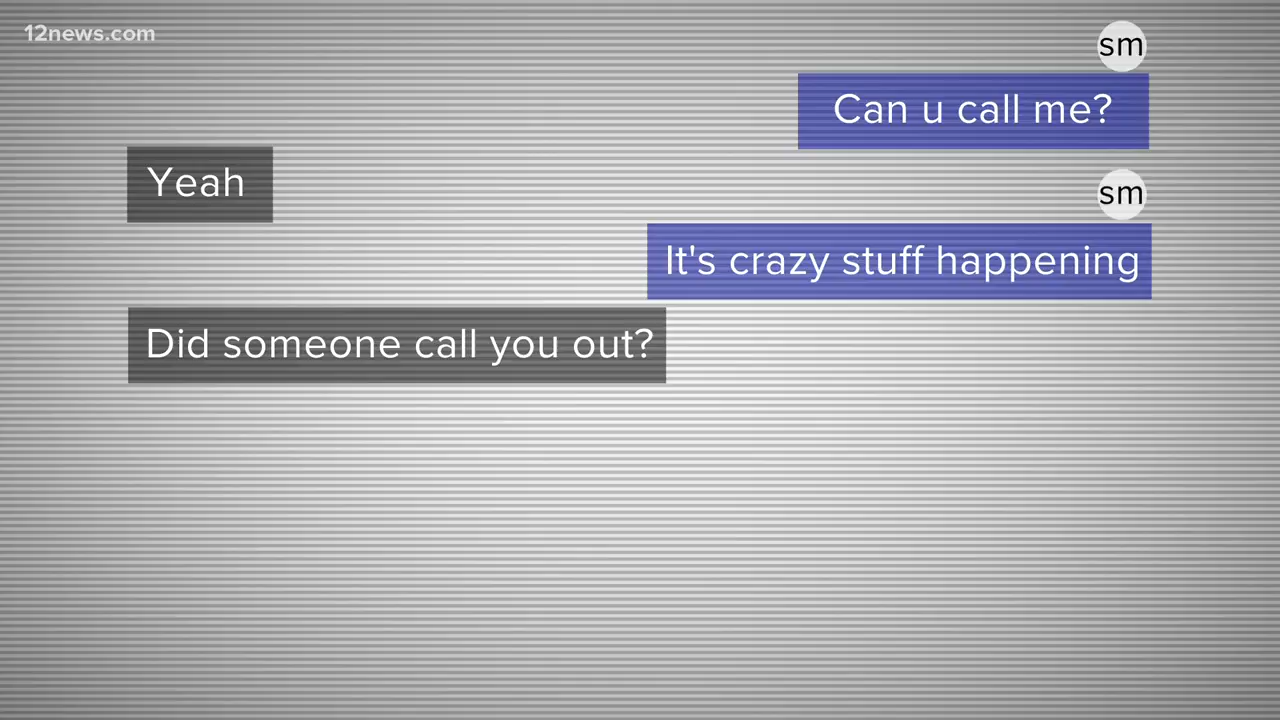 12news.com
sm
Can u call me?
Yeah
sm
It's crazy stuff happening
Did someone call you out?